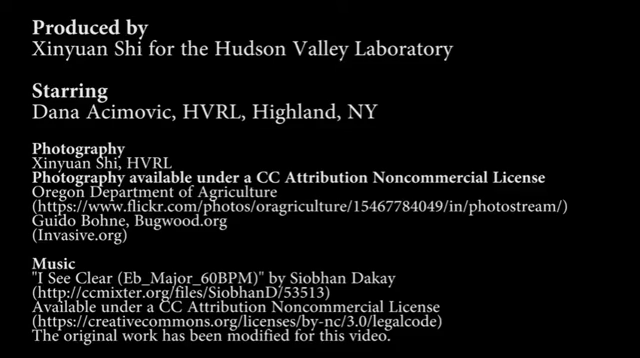 Produced by
Xinyuan Shi for the Hudson Valley Laboratory
Starring
Dana Acimovic, HVRL, Highland, NY
Photography
Xinyuan Shi, HVRL
Photography available under a CC Attribution Noncommercial License
Oregon Department of Agriculture
(https://www.flickr.com/photos/oragriculture/15467784049/in/photostream/)
Guido Bohne, Bugwood.org
(Invasive.org)
Music
"I See Clear (Eb_Major_60BPM)" by Siobhan Dakay
(http://ccmixter.org/files/SiobhanD/53513)
Available under a CC Attribution Noncommercial License
(https://creativecommons.org/licenses/by-nc/3.0/legalcode)
The original work has been modified for this video.